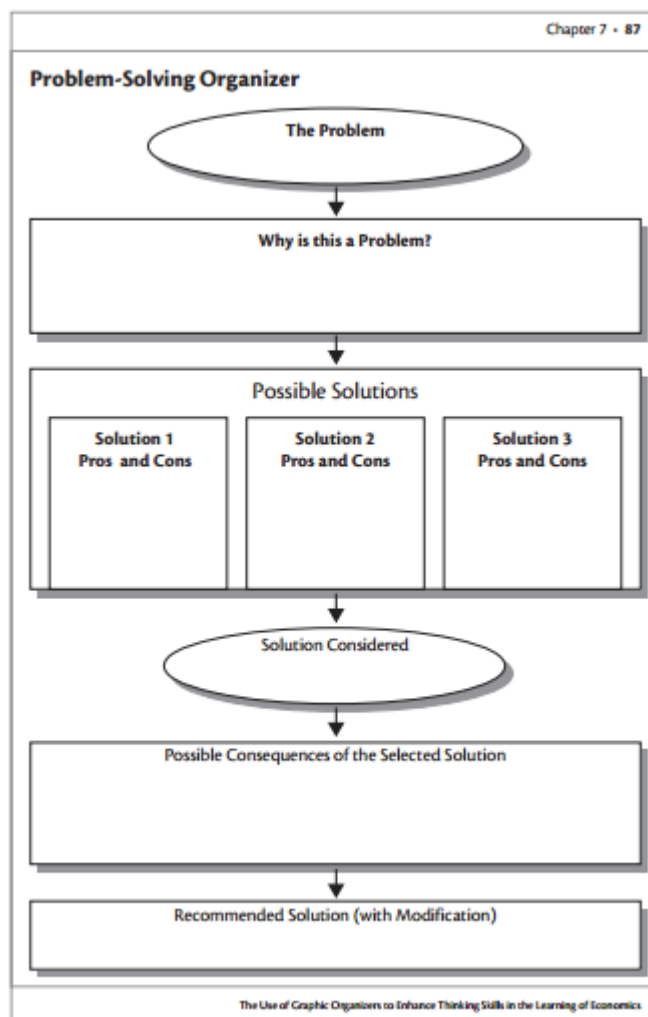 Chapter 7 • 87
Problem-Solving Organizer
The Problem
Why is this a Problem?
Possible Solutions
Solution 1
Pros and Cons
Solution 2
Pros and Cons
Solution 3
Pros and Cons
Solution Considered
Possible Consequences of the Selected Solution
Recommended Solution (with Modification)
The Use of Graphic Organizers to Enhance Thinking Skills in the Learning of Economics